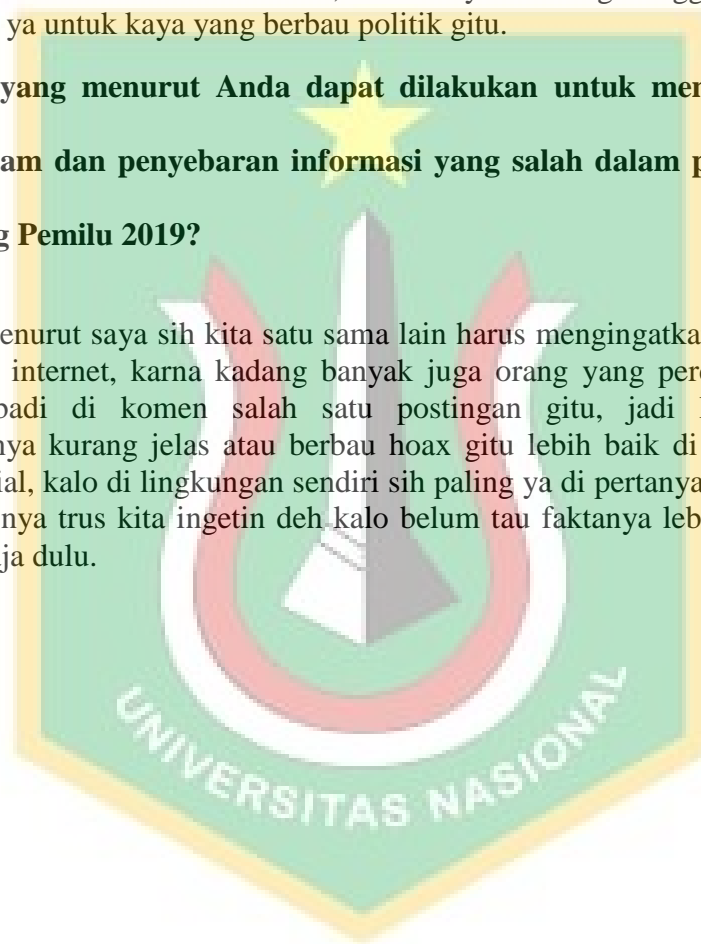 ya untuk kaya yang berbau politik gitu.
yang menurut Anda dapat dilakukan untuk
dan penyebaran informasi yang salah dalam
Pemilu 2019?
menurut saya sih kita satu sama lain harus mengingatka
internet, karna kadang banyak juga orang yang perc
badi di komen salah satu postingan gitu, jadi
nya kurang jelas atau berbau hoax gitu lebih baik di
ial, kalo di lingkungan sendiri sih paling ya di pertanya
nya trus kita ingetin deh kalo belum tau faktanya leb
ja dulu.
UNIVERSITAS NASIONAL